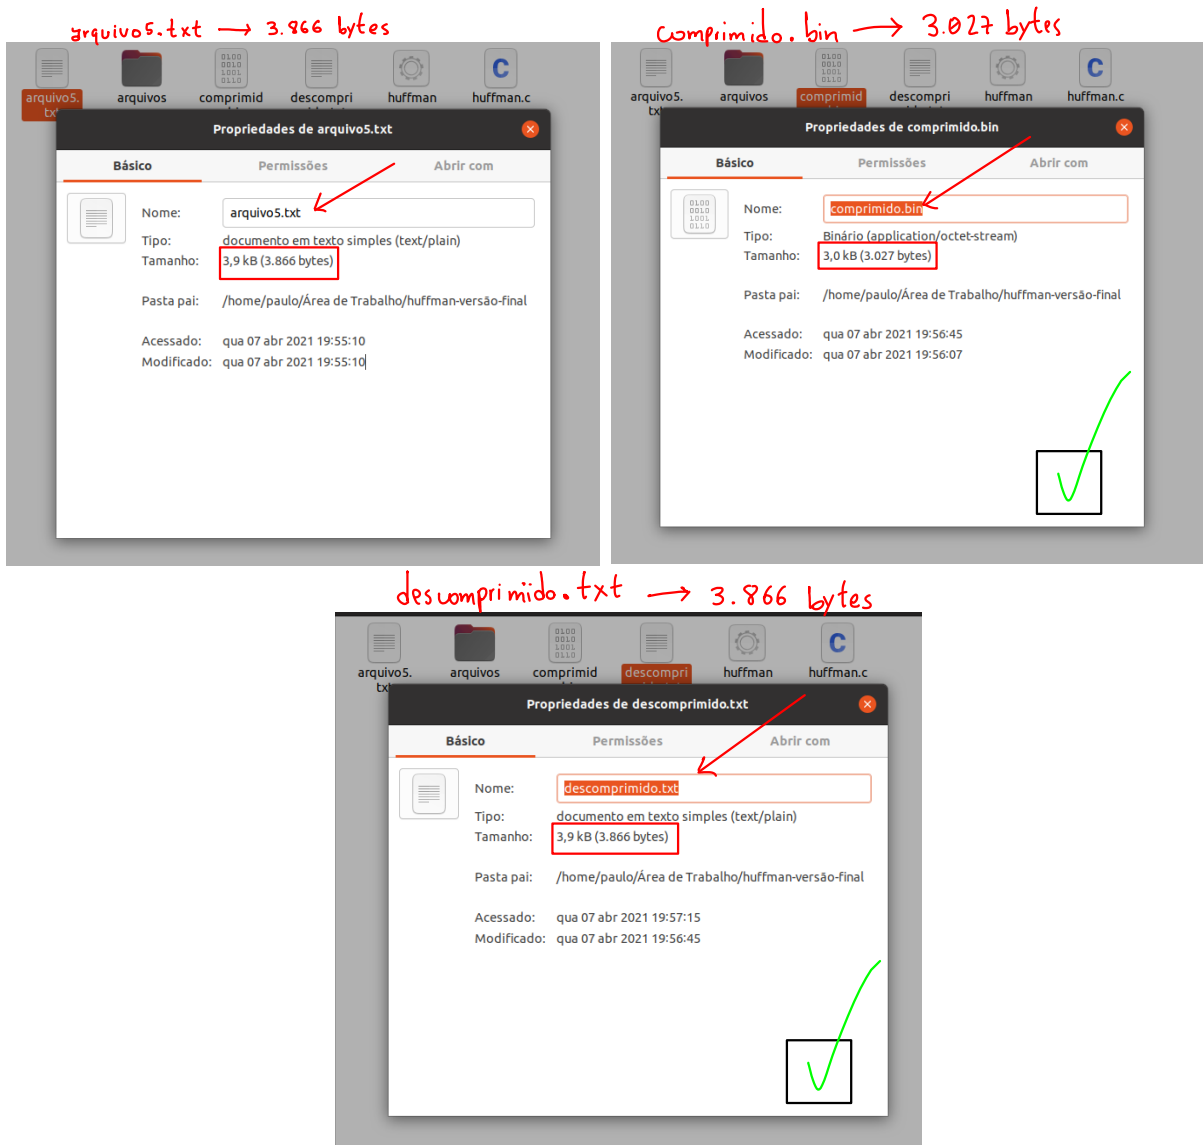 arquivo5.txt → 3.866 bytes
arquivo5.
txt
arquivos
comprimid
descompri
huffman
huffman.c
Propriedades de arquivo5.txt
Básico
Permissões
Abrir com
Nome:
arquivo5.txt
Tipo:
documento em texto simples (text/plain)
Tamanho:
3,9 kB (3.866 bytes)
Pasta pai:
/home/paulo/Área de Trabalho/huffman-versão-final
Acessado:
qua 07 abr 2021 19:55:10
Modificado:
qua 07 abr 2021 19:55:10
comprimido.bin → 3.027 bytes
arquivo5.
arquivos
comprimid
descompri
huffman
huffman.c
Propriedades de comprimido.bin
Básico
Permissões
Abrir com
Nome:
comprimido.bin
Tipo:
Binário (application/octet-stream)
Tamanho:
3,0 kB (3.027 bytes)
Pasta pai:
/home/paulo/Área de Trabalho/huffman-versão-final
Acessado:
qua 07 abr 2021 19:56:45
Modificado:
qua 07 abr 2021 19:56:07
descomprimido.txt → 3.866 bytes
arquivo5.
arquivos
comprimid
descompri
huffman
huffman.c
Propriedades de descomprimido.txt
Básico
Permissões
Abrir com
Nome:
descomprimido.txt
Tipo:
documento em texto simples (text/plain)
Tamanho:
3,9 kB (3.866 bytes)
Pasta pai:
/home/paulo/Área de Trabalho/huffman-versão-final
Acessado:
qua 07 abr 2021 19:57:15
Modificado:
qua 07 abr 2021 19:56:45